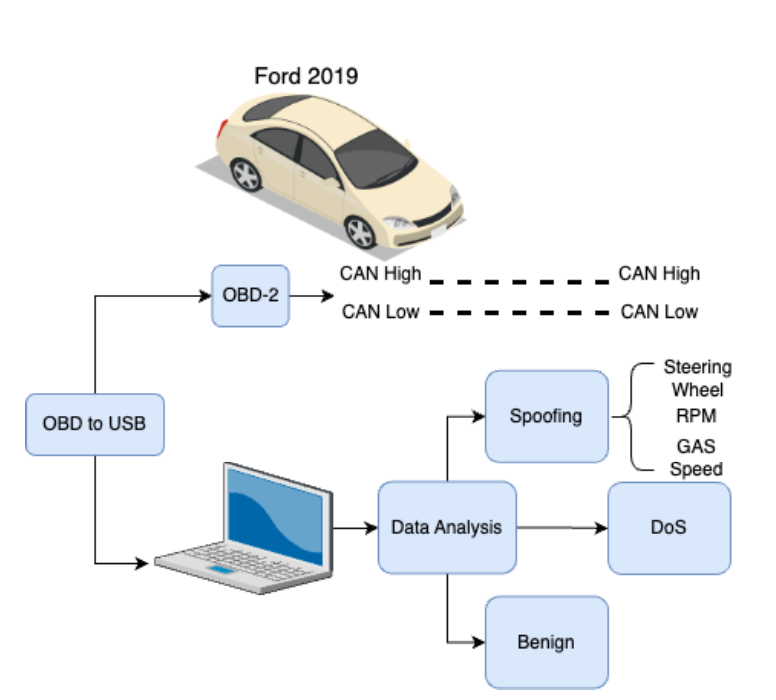 Ford 2019
CAN High
CAN High
OBD-2
CAN Low
CAN Low
OBD to USB
Steering
Wheel
RPM
GAS
Speed
Spoofing
Data Analysis
DoS
Benign